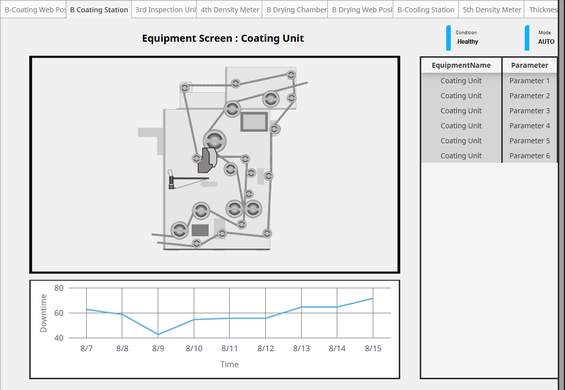 B-Coating Web Pos
B Coating Station
3rd Inspection Uni
4th Density Meter
B Drying Chamber
B Drying Web Posi
B-Cooling Station
5th Density Meter
Thicknes
Equipment Screen : Coating Unit
Condition
Healthy
Mode
AUTO
EquipmentName Parameter
Coating Unit Parameter 1
Coating Unit Parameter 2
Coating Unit Parameter 3
Coating Unit Parameter 4
Coating Unit Parameter 5
Coating Unit Parameter 6
Downtime
80
60
40
8/7 8/8 8/9 8/10 8/11 8/12 8/13 8/14 8/15
Time